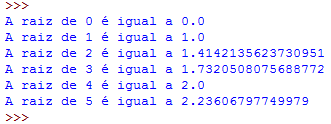 >>>
A raiz de 0 é igual a 0.0
A raiz de 1 é igual a 1.0
A raiz de 2 é igual a 1.4142135623730951
A raiz de 3 é igual a 1.7320508075688772
A raiz de 4 é igual a 2.0
A raiz de 5 é igual a 2.23606797749979
>>>